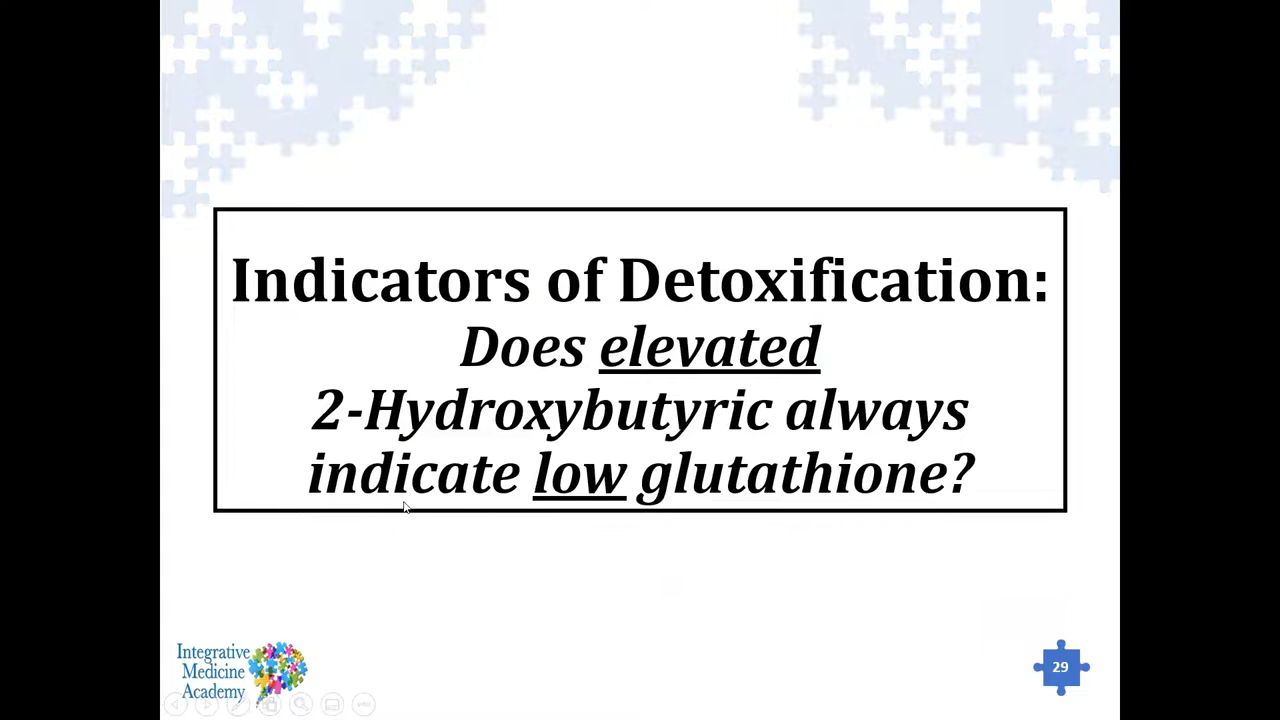 Indicators of Detoxification:
Does elevated
2-Hydroxybutyric always
indicate low glutathione?
Integrative
Medicine
Academy
29